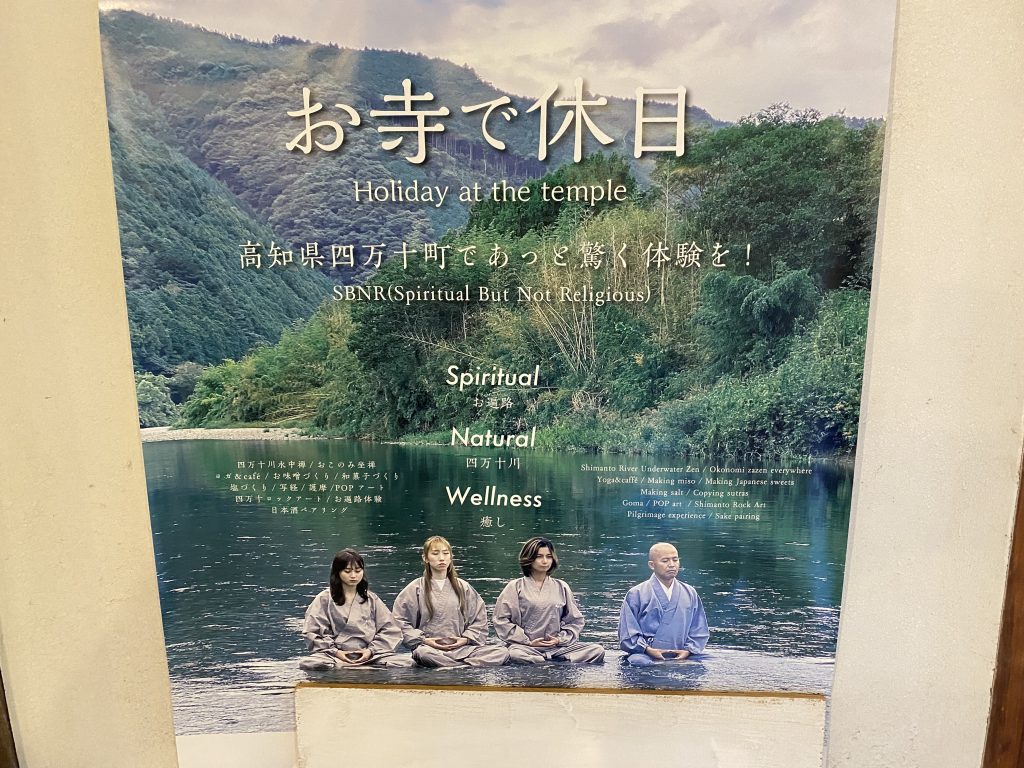 お寺で休日
Holiday at the temple
高知県四万十町であっと驚く体験を！
SBNR(Spiritual But Not Religious)
Spiritual
お遍路
Natural
四万十川
Wellness
癒し
四万十川水中禅 / おこのみ坐禅
ヨガ&café / お味噌づくり / 和菓子づくり
塩づくり / 写経 / 護摩 / POP アート
四万十ロックアート / お遍路体験
日本酒ペアリング
Shimanto River Underwater Zen / Okonomi zazen everywhere
Yoga&caffé / Making miso / Making Japanese sweets
Making salt / Copying sutras
Goma / POP art / Shimanto Rock Art
Pilgrimage experience / Sake pairing